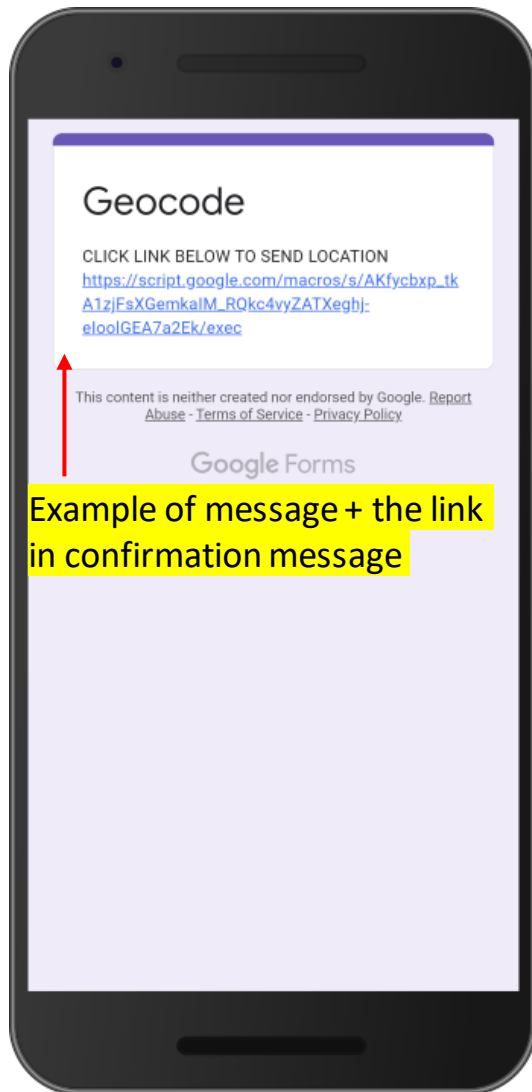 Geocode
CLICK LINK BELOW TO SEND LOCATION
https://script.google.com/macros/s/AKfycbxp_tk
A1zjFsXGemkaIM_RQkc4vyZATXeghj-
eIoolGEA7a2Ek/exec
This content is neither created nor endorsed by Google. Report
Abuse - Terms of Service - Privacy Policy
Google Forms
Example of message + the link
in confirmation message